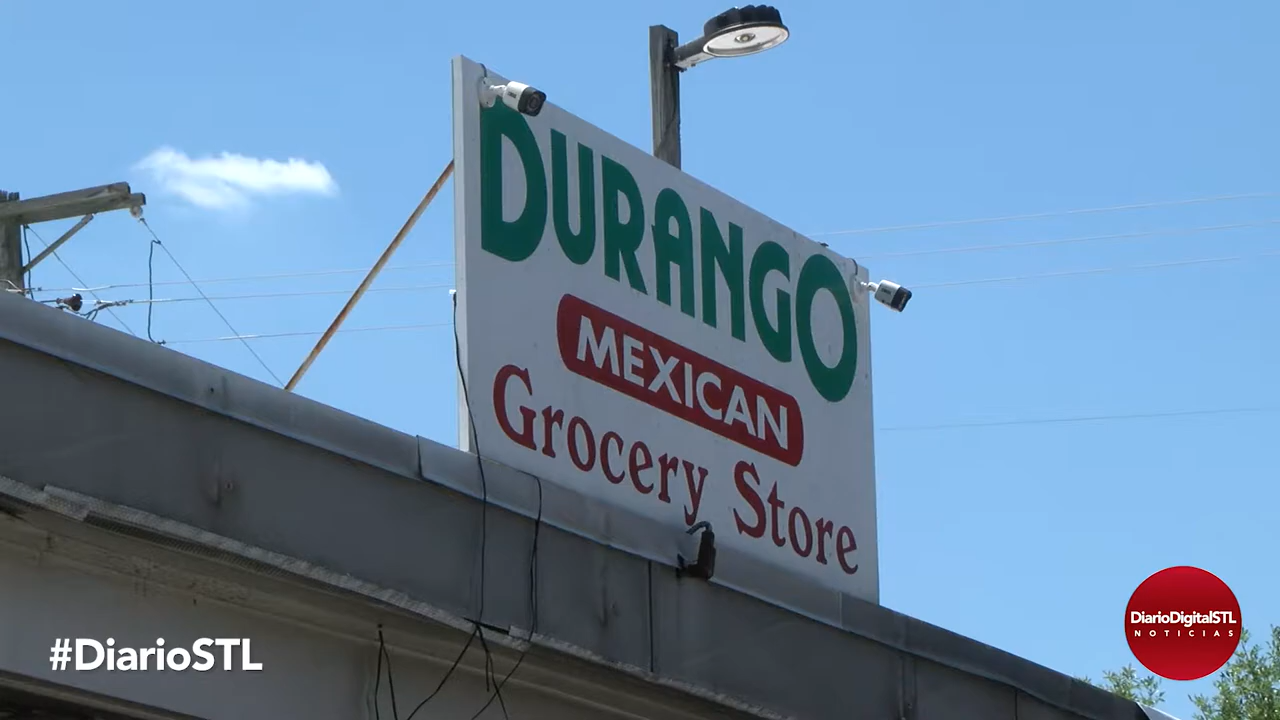 DURANGO
MEXICAN
Grocery Store
#DiarioSTL
DiarioDigitalSTL
NOTICIAS